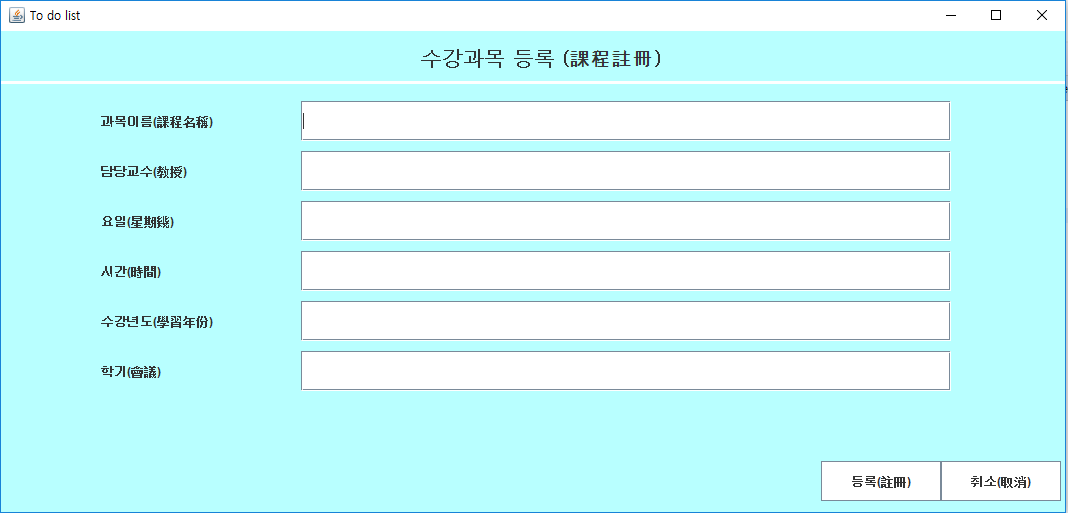 To do list
수강과목 등록 (課程註冊)
과목이름(課程名稱)
담당교수(教授)
요일(星期幾)
시간(時間)
수강년도(學習年份)
학기(會議)
등록(註冊) 취소(取消)